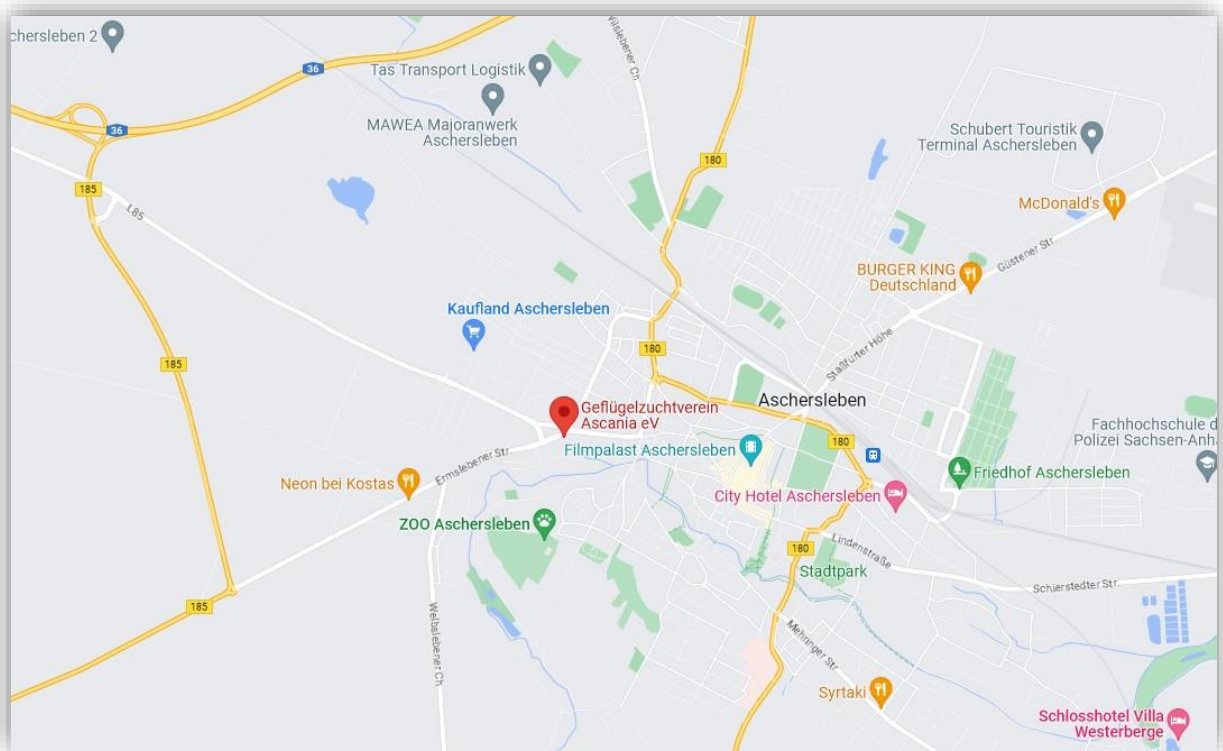 chersleben 2
36
Tas Transport Logistik
Wilslebener Ch
MAWEA Majoranwerk
Aschersleben
36
180
Schubert Touristik
Terminal Aschersleben
185
L85
McDonald's
Güstener Str
BURGER KING
Deutschland
Kaufland Aschersleben
180
Staßfurter Höhe
185
Aschersleben
Geflügelzuchtverein
Ascania eV
Fachhochschule d
Polizei Sachsen-Anha
180
Filmpalast Aschersleben
Ermslebener Str.
Neon bei Kostas
Friedhof Aschersleben
City Hotel Aschersleben
ZOO Aschersleben
180
Lindenstraße
Stadtpark
Schierstedter Str.
185
Welbslebener Ch
Mehringer Str
Syrtaki
Schlosshotel Villa
Westerberge